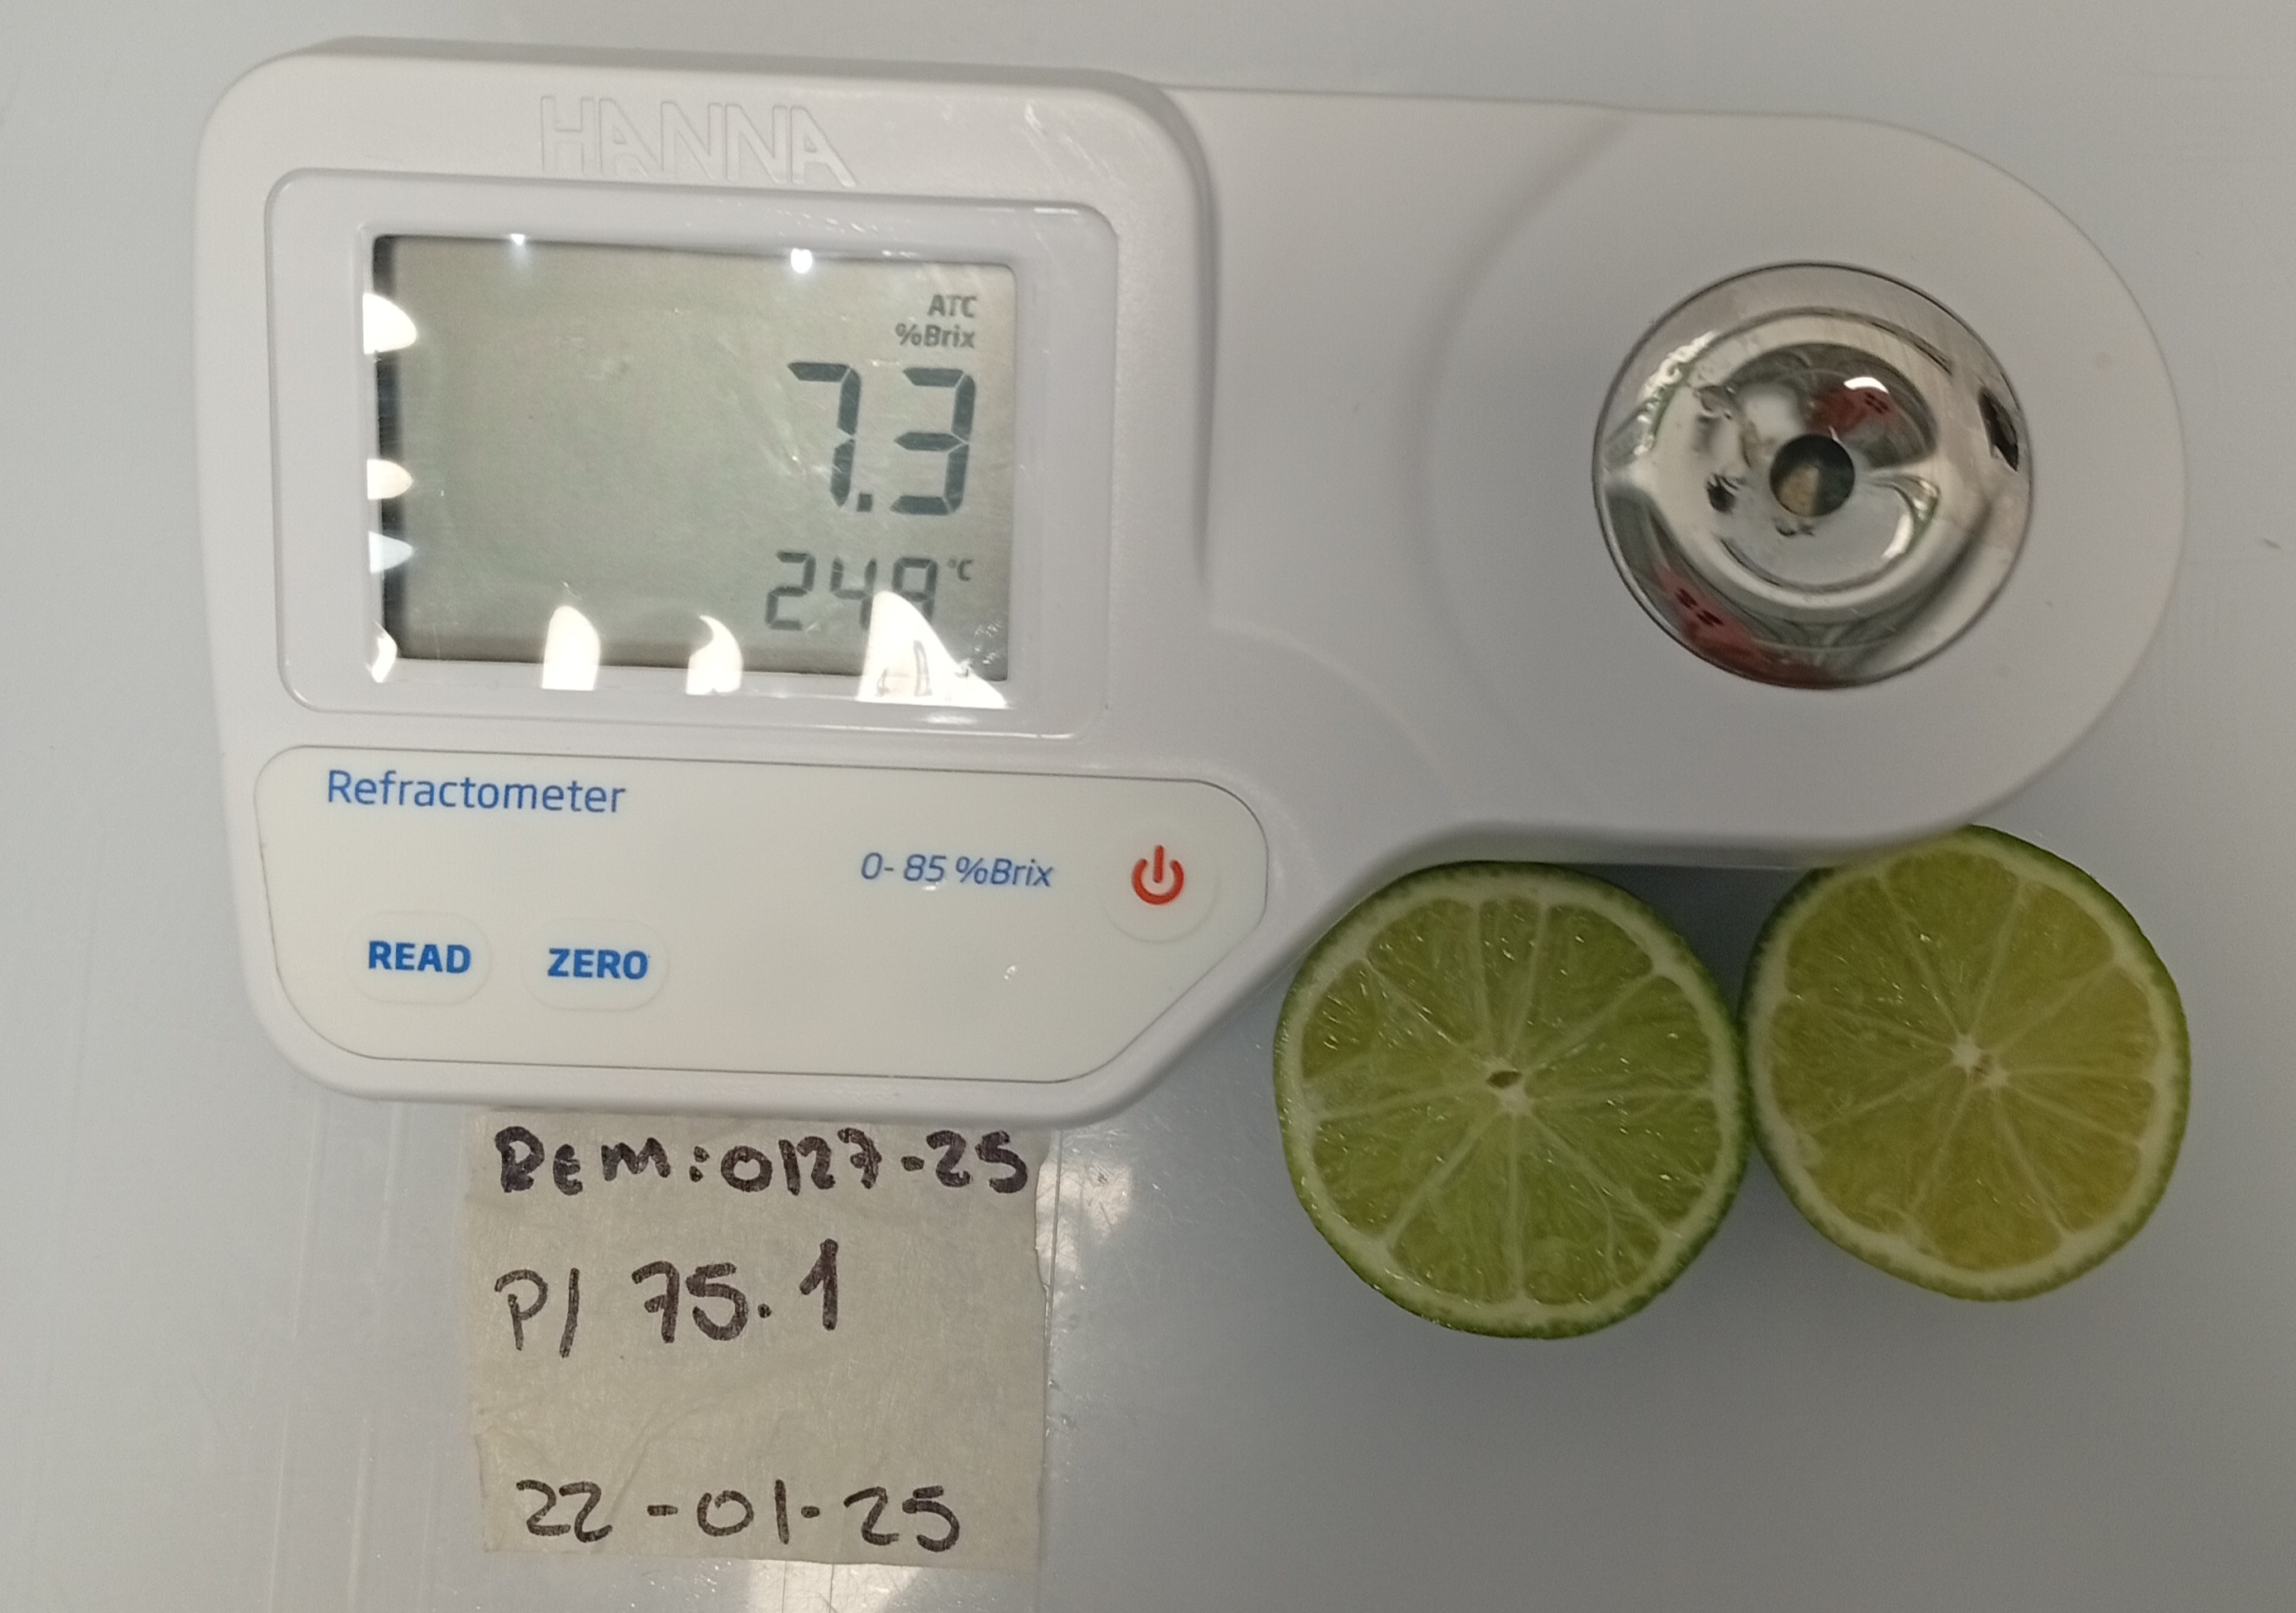 HANNA
ATC
%Brix
7.3
24.9 °C
Refractometer
0-85 %Brix
READ
ZERO
REM:0127-25
P/ 75.1
22-01-25